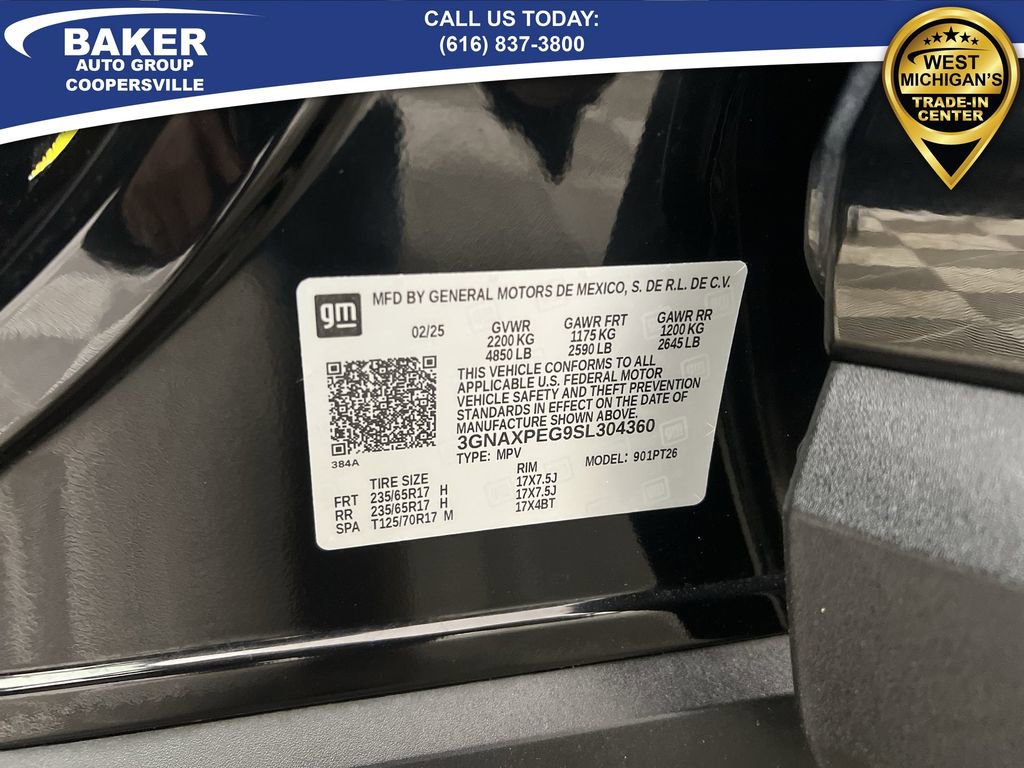 BAKER
AUTO GROUP
COOPERSVILLE
CALL US TODAY:
(616) 837-3800
WEST
MICHIGAN'S
TRADE-IN
CENTER
gm
MFD BY GENERAL MOTORS DE MEXICO, S. DE R.L. DE C.V.
02/25 GVWR GAWR FRT GAWR RR
2200 KG 1175 KG 1200 KG
4850 LB 2590 LB 2645 LB
THIS VEHICLE CONFORMS TO ALL
APPLICABLE U.S. FEDERAL MOTOR
VEHICLE SAFETY AND THEFT PREVENTION
STANDARDS IN EFFECT ON THE DATE OF
MANUFACTURE SHOWN ABOVE.
3GNAXPEG9SL304360
384A TYPE: MPV MODEL: 901PT26
TIRE SIZE RIM
FRT 235/65R17 H 17X7.5J
RR 235/65R17 H 17X7.5J
SPA T125/70R17 M 17X4BT